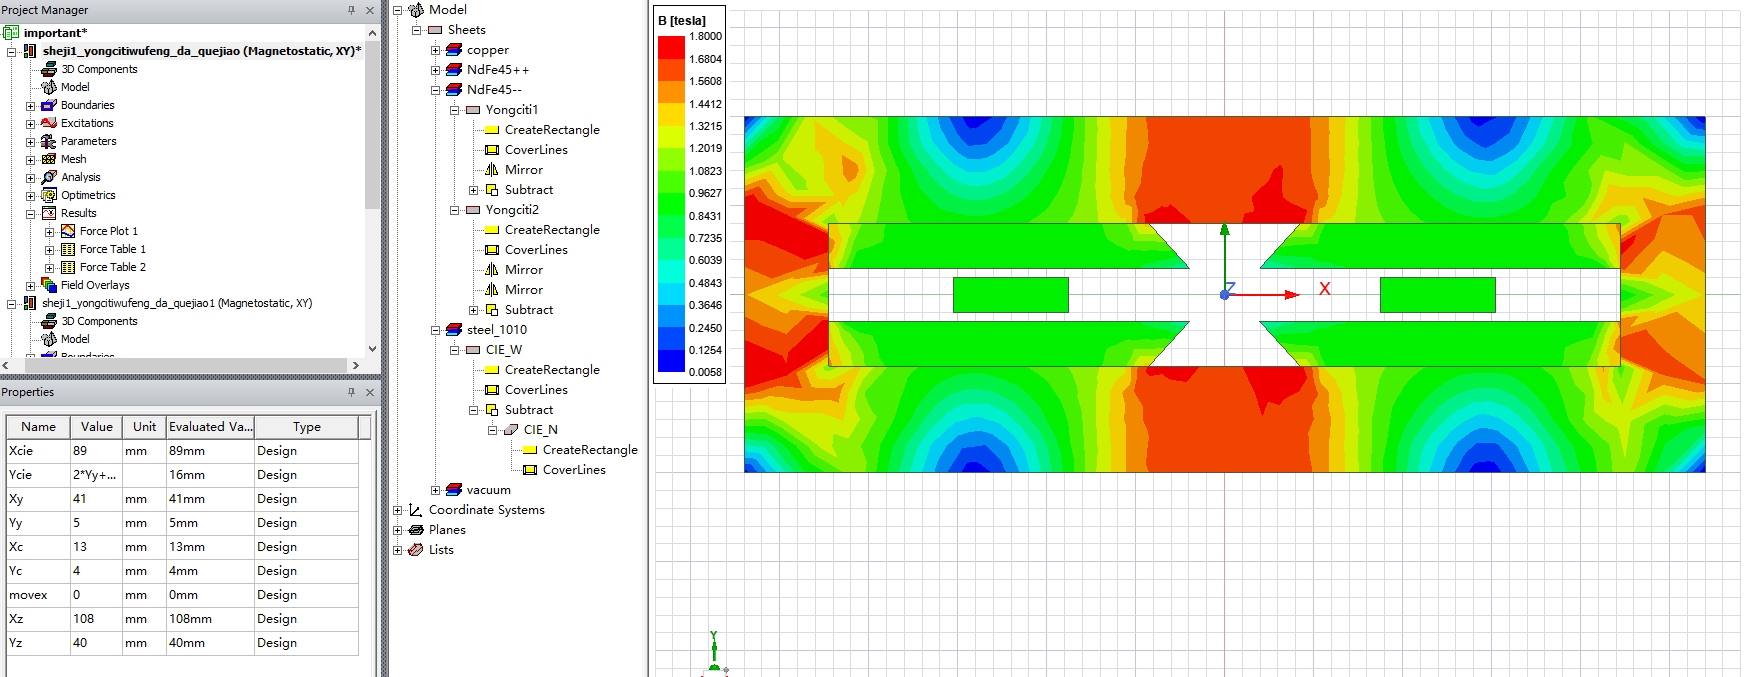 Project Manager
important*
sheji1_yongcitiwufeng_da_quejiao (Magnetostatic, XY)*
3D Components
Model
Boundaries
Excitations
Parameters
Mesh
Analysis
Optimetrics
Results
Force Plot 1
Force Table 1
Force Table 2
Field Overlays
sheji1_yongcitiwufeng_da_quejiao1 (Magnetostatic, XY)
3D Components
Model
Boundaries
Properties
Name Value Unit Evaluated Va... Type
Xcie 89 mm 89mm Design
Ycie 2*Yy+... 16mm Design
Xy 41 mm 41mm Design
Yy 5 mm 5mm Design
Xc 13 mm 13mm Design
Yc 4 mm 4mm Design
movex 0 mm 0mm Design
Xz 108 mm 108mm Design
Yz 40 mm 40mm Design
Model
Sheets
copper
NdFe45++
NdFe45--
Yongciti1
CreateRectangle
CoverLines
Mirror
Subtract
Yongciti2
CreateRectangle
CoverLines
Mirror
Mirror
Subtract
steel_1010
CIE_W
CreateRectangle
CoverLines
Subtract
CIE_N
CreateRectangle
CoverLines
vacuum
Coordinate Systems
Planes
Lists
B [tesla]
1.8000
1.6804
1.5608
1.4412
1.3215
1.2019
1.0823
0.9627
0.8431
0.7235
0.6039
0.4843
0.3646
0.2450
0.1254
0.0058
Z
X
Y